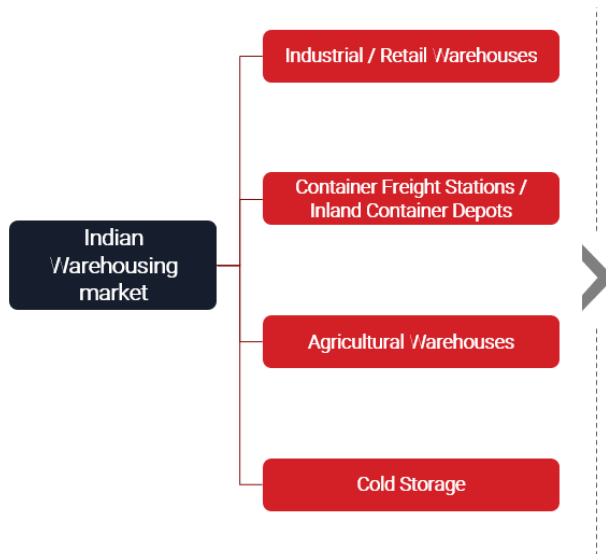 Industrial / Retail Warehouses
Container Freight Stations /
Inland Container Depots
Indian
Warehousing
market
Agricultural Warehouses
Cold Storage